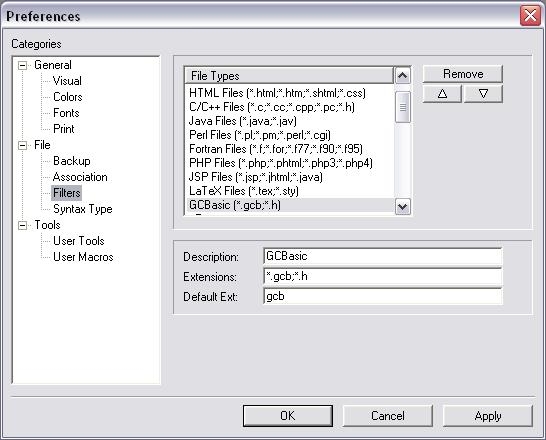 Preferences
Categories
General
Visual
Colors
Fonts
Print
File
Backup
Association
Filters
Syntax Type
Tools
User Tools
User Macros
File Types
HTML Files (*.html;*.htm;*.shtml;*.css)
C/C++ Files (*.c;*.cc;*.cpp;*.pc;*.h)
Java Files (*.java;*.jav)
Perl Files (*.pl;*.pm;*.perl;*.cgi)
Fortran Files (*.f;*.for;*.f77;*.f90;*.f95)
PHP Files (*.php;*.phtml;*.php3;*.php4)
JSP Files (*.jsp;*.jhtml;*.java)
LaTeX Files (*.tex;*.sty)
GCBasic (*.gcb;*.h)
Remove
Description: GCBasic
Extensions: *.gcb;*.h
Default Ext: gcb
OK Cancel Apply